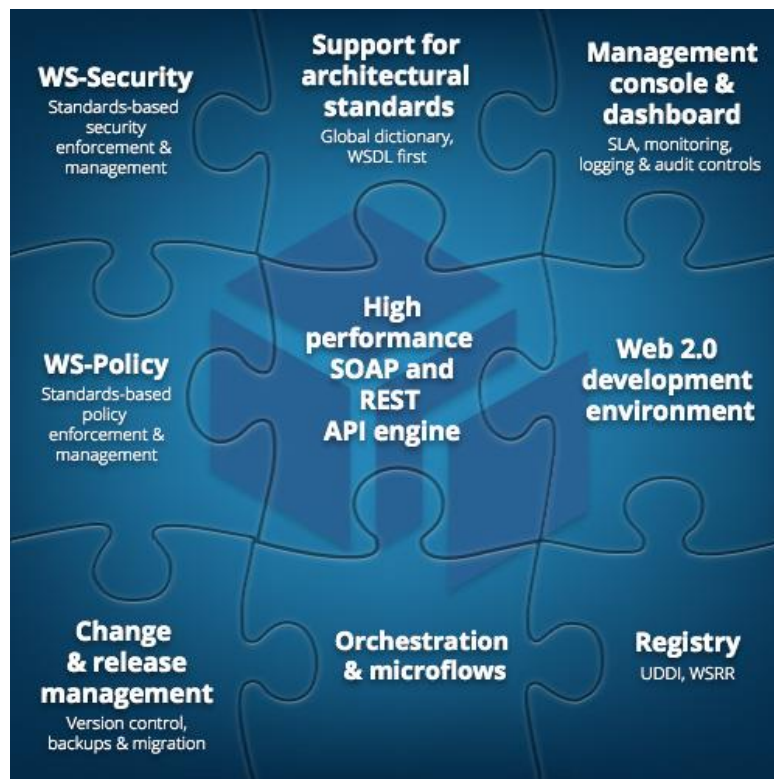 WS-Security
Standards-based
security
enforcement &
management
Support for
architectural
standards
Global dictionary,
WSDL first
Management
console &
dashboard
SLA, monitoring,
logging & audit controls
WS-Policy
Standards-based
policy
enforcement &
management
High
performance
SOAP and
REST
API engine
Web 2.0
development
environment
Change
& release
management
Version control,
backups & migration
Orchestration
& microflows
Registry
UDDI, WSRR